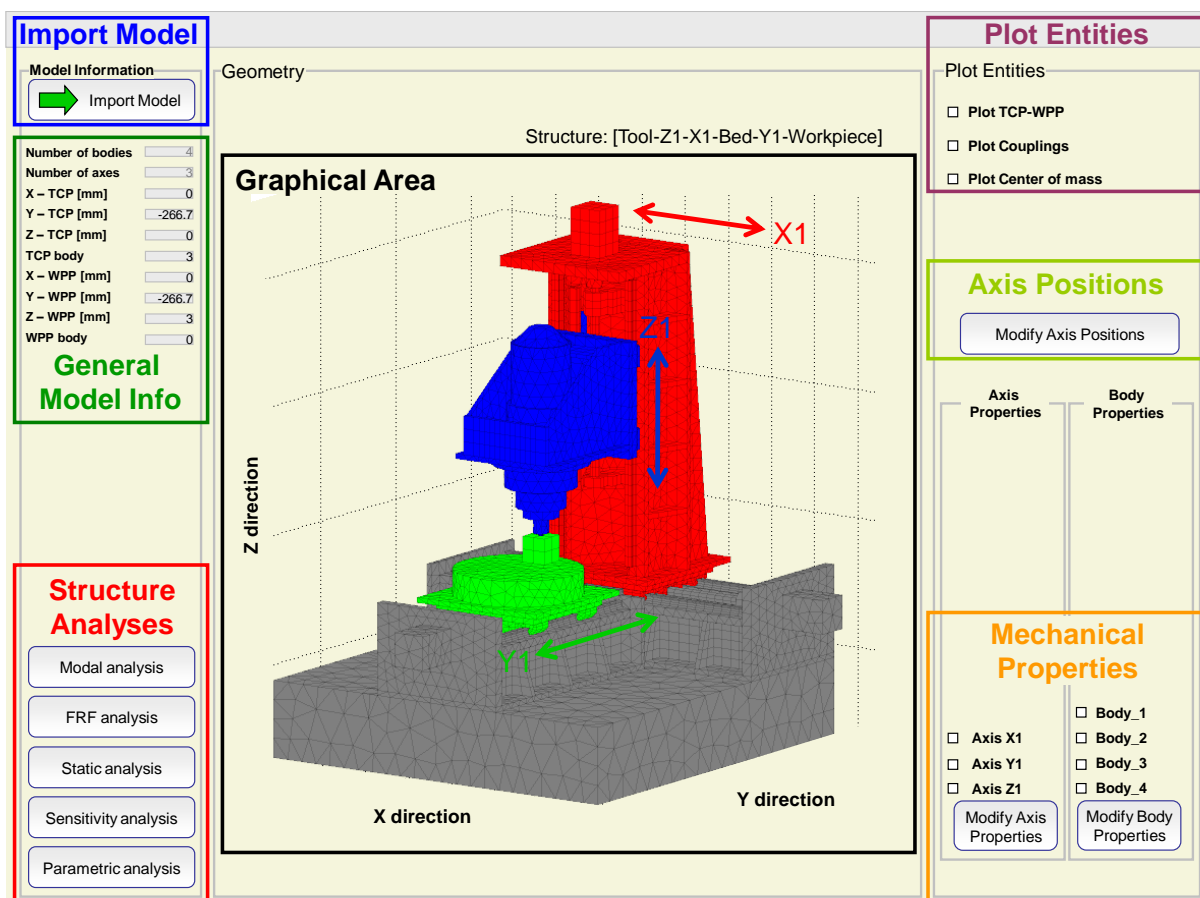 Import Model
Model Information
Import Model
Number of bodies 4
Number of axes 3
X – TCP [mm] 0
Y – TCP [mm] -266.7
Z – TCP [mm] 0
TCP body 3
X – WPP [mm] 0
Y – WPP [mm] -266.7
Z – WPP [mm] 3
WPP body 0
General
Model Info
Structure
Analyses
Modal analysis
FRF analysis
Static analysis
Sensitivity analysis
Parametric analysis
Geometry
Structure: [Tool-Z1-X1-Bed-Y1-Workpiece]
Graphical Area
X1
Z1
Y1
Z direction
X direction
Y direction
Plot Entities
Plot Entities
Plot TCP-WPP
Plot Couplings
Plot Center of mass
Axis Positions
Modify Axis Positions
Axis
Properties
Body
Properties
Mechanical
Properties
Axis X1
Axis Y1
Axis Z1
Modify Axis
Properties
Body_1
Body_2
Body_3
Body_4
Modify Body
Properties